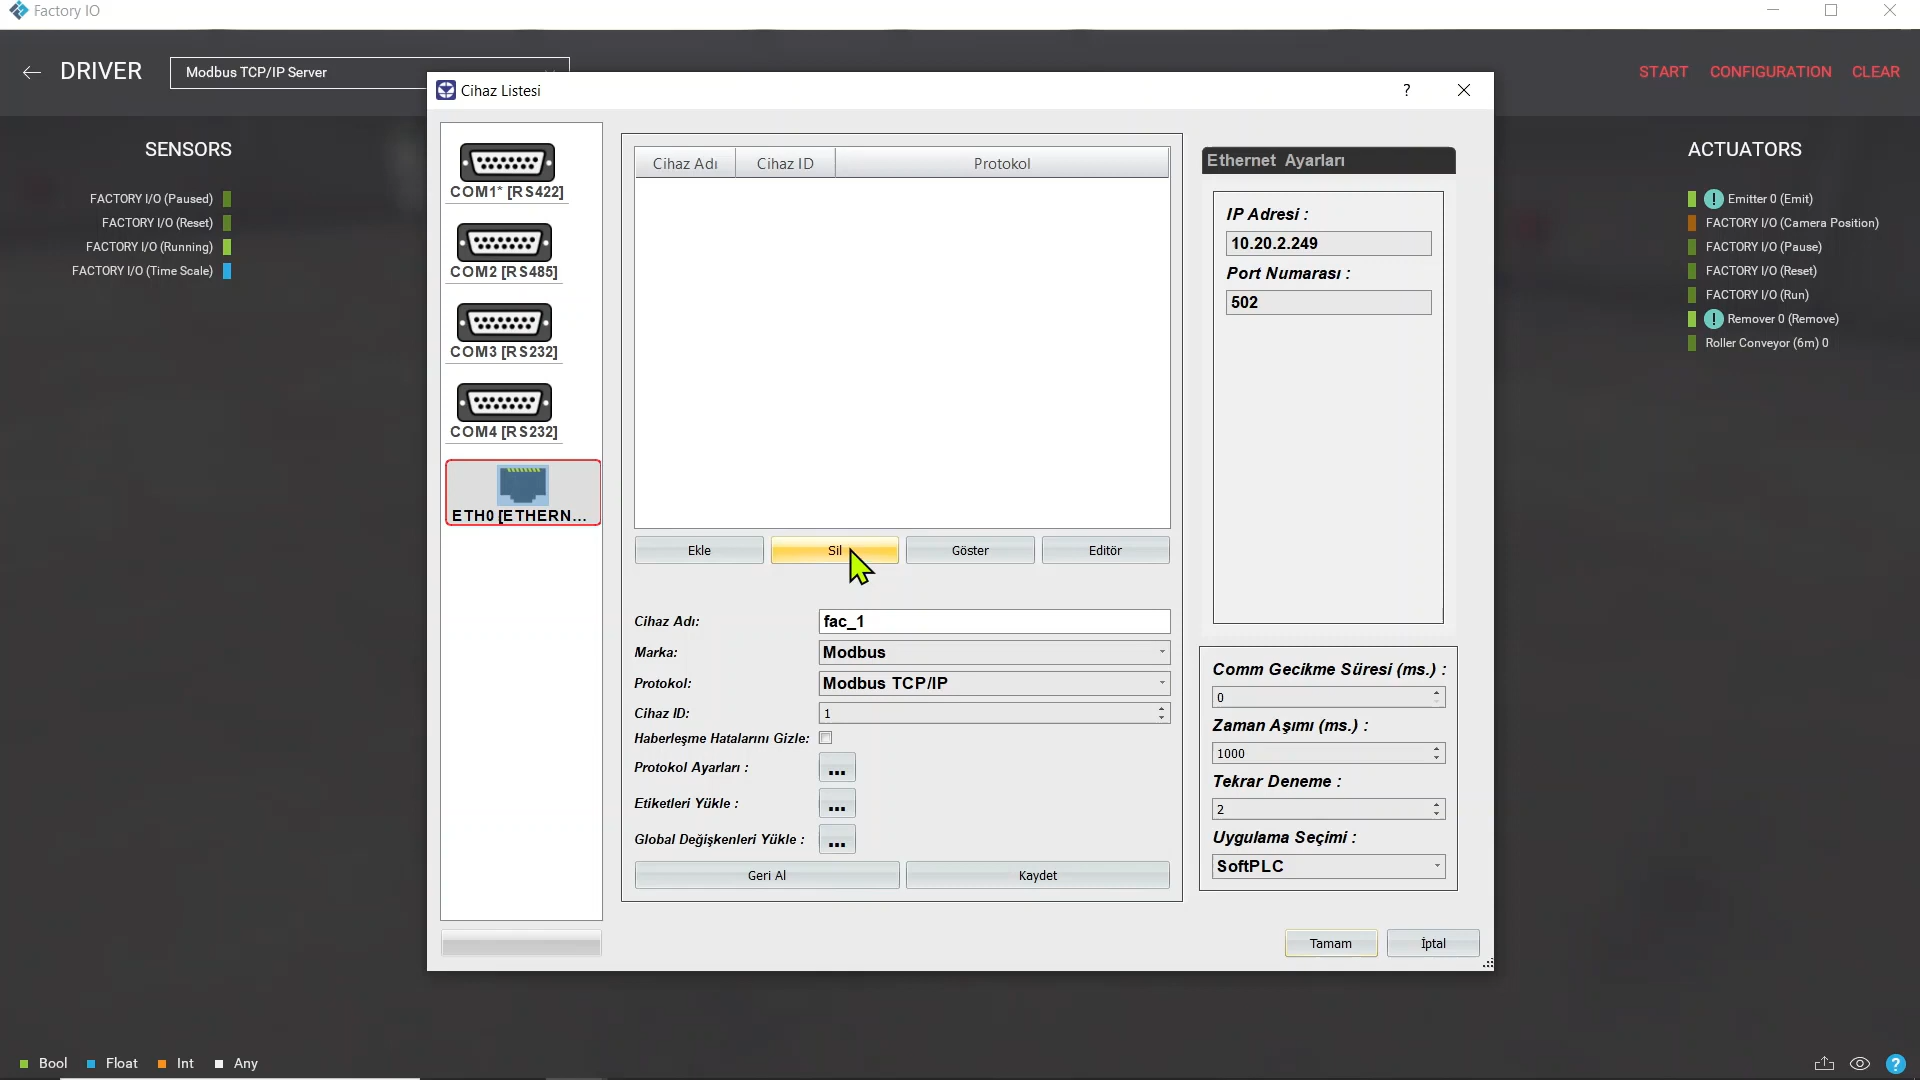 Factory IO
DRIVER
Modbus TCP/IP Server
START
CONFIGURATION
CLEAR
SENSORS
FACTORY I/O (Paused)
FACTORY I/O (Reset)
FACTORY I/O (Running)
FACTORY I/O (Time Scale)
Cihaz Listesi
?
COM1* [RS422]
COM2 [RS485]
COM3 [RS232]
COM4 [RS232]
ETH0 [ETHERN...
Cihaz Adı
Cihaz ID
Protokol
Ekle
Sil
Göster
Editör
Cihaz Adı:
fac_1
Marka:
Modbus
Protokol:
Modbus TCP/IP
Cihaz ID:
1
Haberleşme Hatalarını Gizle:
Protokol Ayarları :
...
Etiketleri Yükle :
...
Global Değişkenleri Yükle :
...
Geri Al
Kaydet
Ethernet Ayarları
IP Adresi :
10.20.2.249
Port Numarası :
502
Comm Gecikme Süresi (ms.) :
0
Zaman Aşımı (ms.) :
1000
Tekrar Deneme :
2
Uygulama Seçimi :
SoftPLC
Tamam
İptal
ACTUATORS
! Emitter 0 (Emit)
FACTORY I/O (Camera Position)
FACTORY I/O (Pause)
FACTORY I/O (Reset)
FACTORY I/O (Run)
! Remover 0 (Remove)
Roller Conveyor (6m) 0
Bool
Float
Int
Any
?